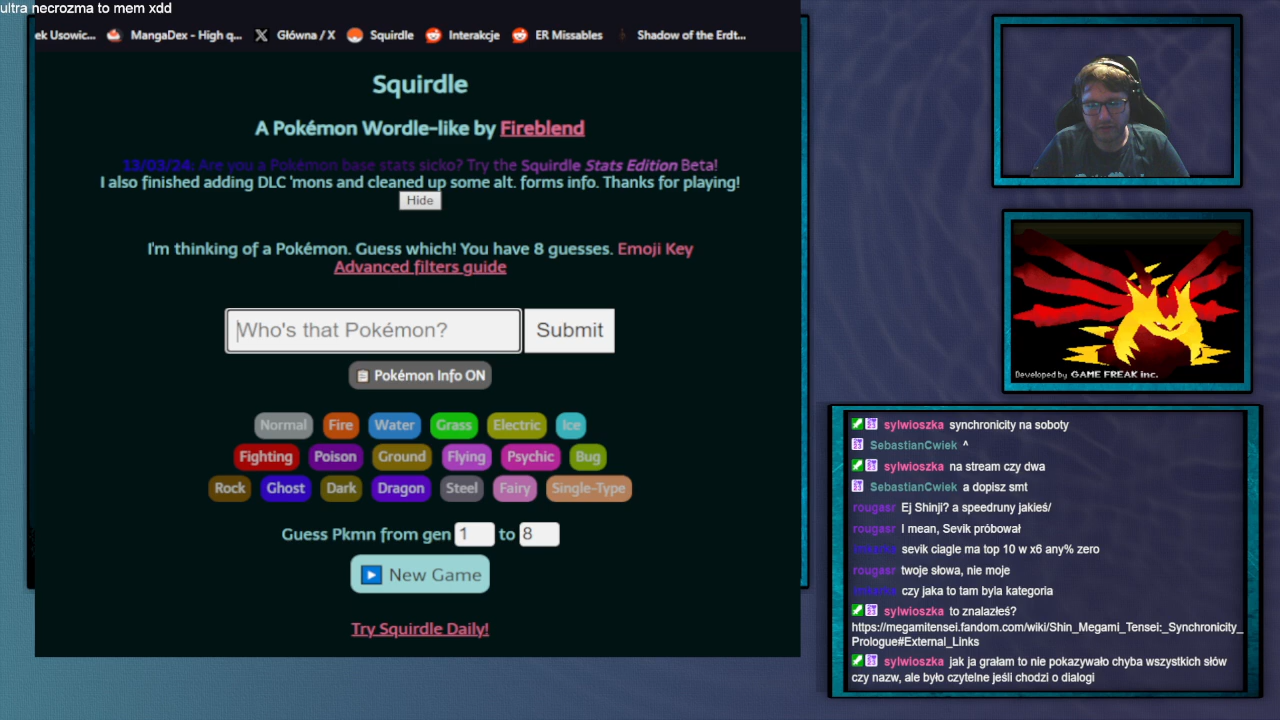 ultra necrozma to mem xdd
ek Usowic...
MangaDex - High q...
Główna / X
Squirdle
Interakcje
ER Missables
Shadow of the Erdt...
Squirdle
A Pokémon Wordle-like by Fireblend
13/03/24: Are you a Pokémon base stats sicko? Try the Squirdle Stats Edition Beta!
I also finished adding DLC 'mons and cleaned up some alt. forms info. Thanks for playing!
Hide
I'm thinking of a Pokémon. Guess which! You have 8 guesses. Emoji Key
Advanced filters guide
Who's that Pokémon?
Submit
Pokémon Info ON
Normal Fire Water Grass Electric Ice
Fighting Poison Ground Flying Psychic Bug
Rock Ghost Dark Dragon Steel Fairy Single-Type
Guess Pkmn from gen 1 to 8
New Game
Try Squirdle Daily!
Developed by GAME FREAK inc.
sylwioszka synchronicity na soboty
SebastianCwiek ^
sylwioszka na stream czy dwa
SebastianCwiek a dopisz smt
rougasr Ej Shinji? a speedruny jakieś/
rougasr I mean, Sevik próbował
sevik ciagle ma top 10 w x6 any% zero
rougasr twoje słowa, nie moje
czy jaka to tam byla kategoria
sylwioszka to znalazłeś?
https://megamitensei.fandom.com/wiki/Shin_Megami_Tensei:_Synchronicity_
Prologue#External_Links
sylwioszka jak ja grałam to nie pokazywało chyba wszystkich słów
czy nazw, ale było czytelne jeśli chodzi o dialogi